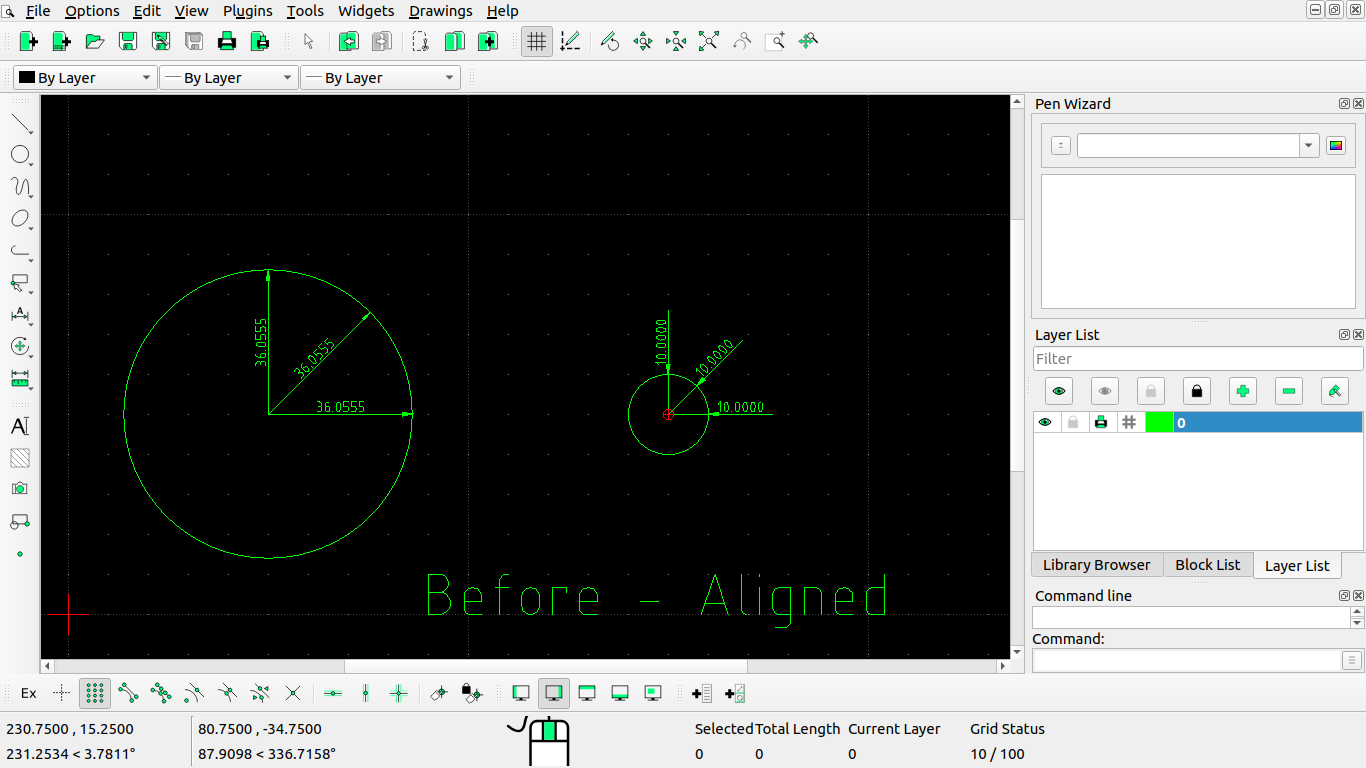 File Options Edit View Plugins Tools Widgets Drawings Help
By Layer By Layer By Layer
Pen Wizard
36.0555
36.0555
36.0555
10.0000
10.0000
10.0000
Before - Aligned
Layer List
Filter
0
Library Browser Block List Layer List
Command line
Command:
Ex
230.7500 , 15.2500 80.7500 , -34.7500 Selected Total Length Current Layer Grid Status
231.2534 < 3.7811° 87.9098 < 336.7158° 0 0 0 10 / 100